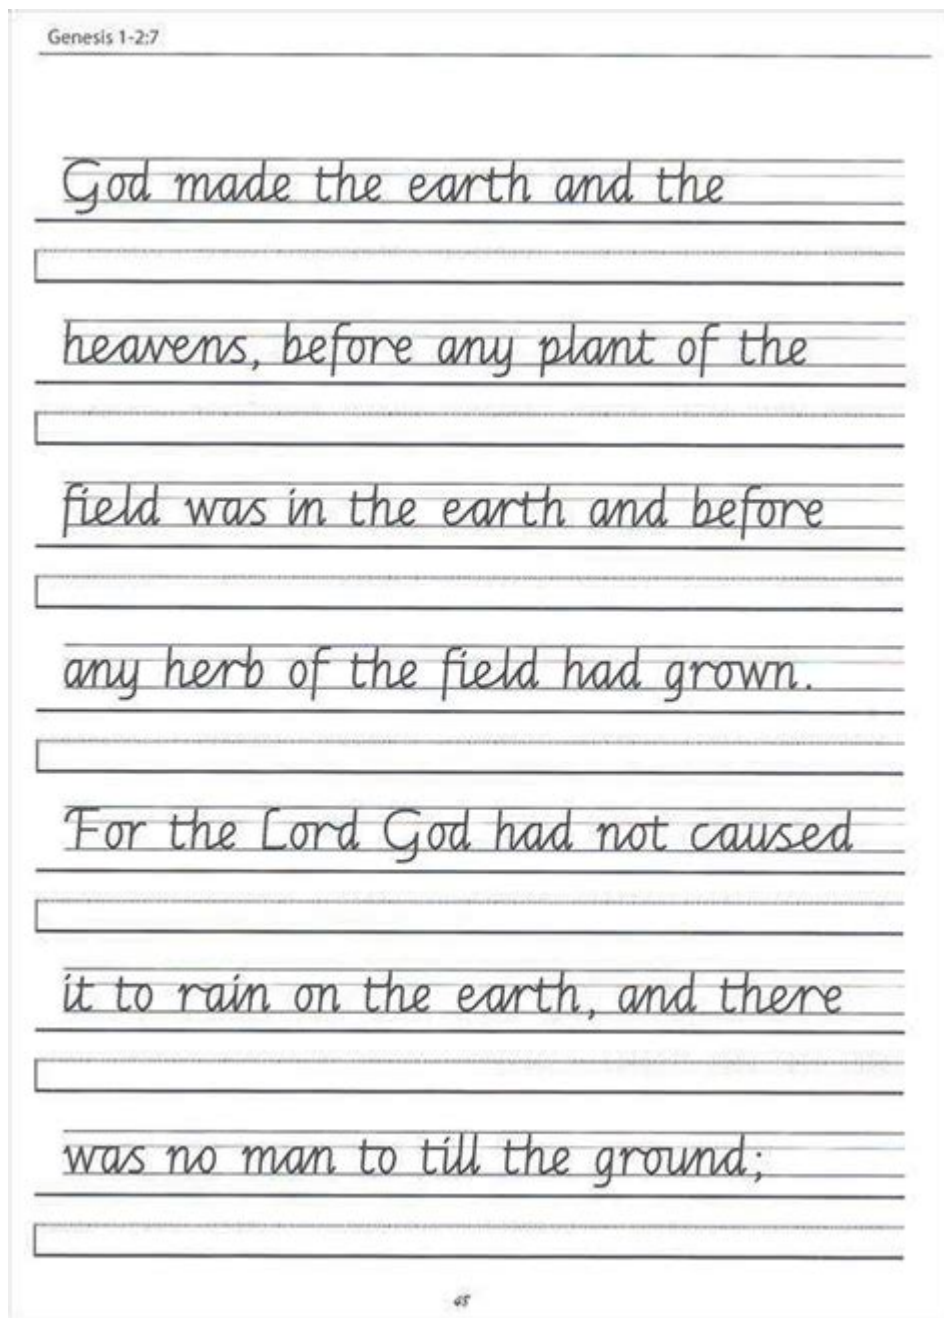 Genesis 1-2:7
God made the earth and the
heavens, before any plant of the
field was in the earth and before
any herb of the field had grown.
For the Lord God had not caused
it to rain on the earth, and there
was no man to till the ground;
48